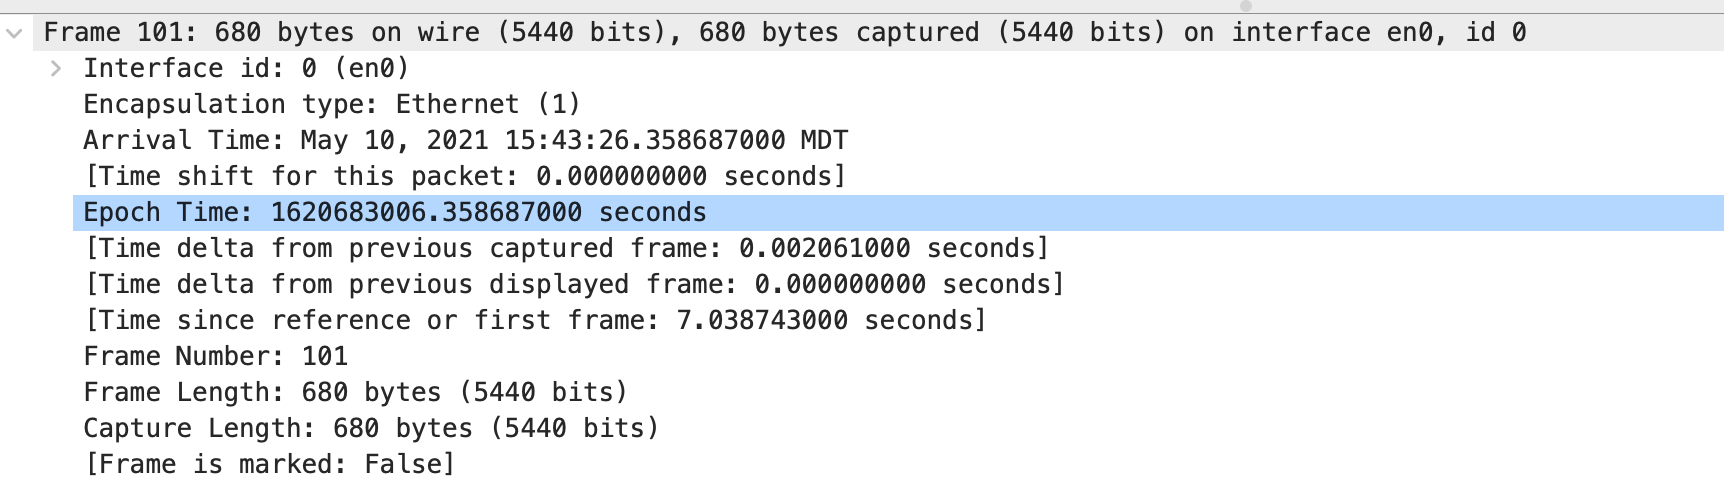 Frame 101: 680 bytes on wire (5440 bits), 680 bytes captured (5440 bits) on interface en0, id 0
Interface id: 0 (en0)
Encapsulation type: Ethernet (1)
Arrival Time: May 10, 2021 15:43:26.358687000 MDT
[Time shift for this packet: 0.000000000 seconds]
Epoch Time: 1620683006.358687000 seconds
[Time delta from previous captured frame: 0.002061000 seconds]
[Time delta from previous displayed frame: 0.000000000 seconds]
[Time since reference or first frame: 7.038743000 seconds]
Frame Number: 101
Frame Length: 680 bytes (5440 bits)
Capture Length: 680 bytes (5440 bits)
[Frame is marked: False]